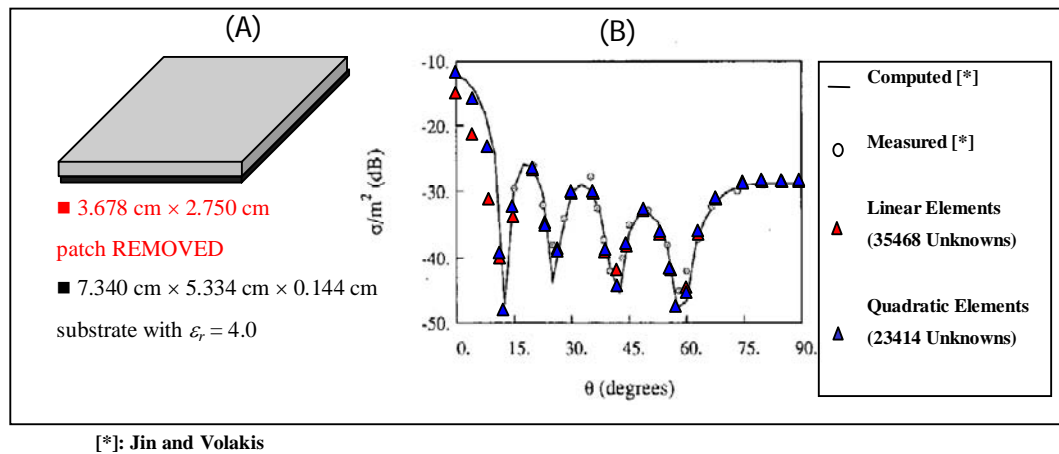 (A)
■ 3.678 cm × 2.750 cm
patch REMOVED
■ 7.340 cm × 5.334 cm × 0.144 cm
substrate with εr = 4.0
(B)
σ/m² (dB)
-10.
-20.
-30.
-40.
-50.
0. 15. 30. 45. 60. 75. 90.
θ (degrees)
Computed [*]
Measured [*]
Linear Elements
(35468 Unknowns)
Quadratic Elements
(23414 Unknowns)
[*]: Jin and Volakis